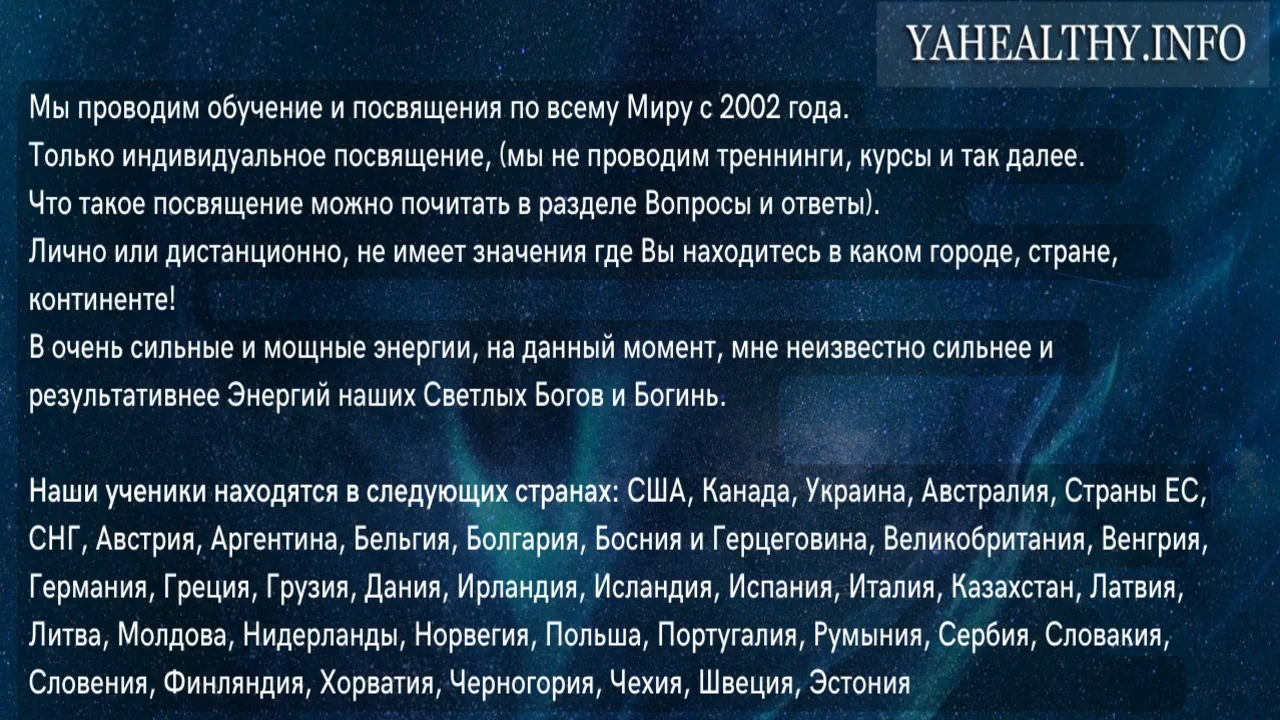 YAHEALTHY.INFO
Мы проводим обучение и посвящения по всему Миру с 2002 года.
Только индивидуальное посвящение, (мы не проводим треннинги, курсы и так далее.
Что такое посвящение можно почитать в разделе Вопросы и ответы).
Лично или дистанционно, не имеет значения где Вы находитесь в каком городе, стране,
континенте!
В очень сильные и мощные энергии, на данный момент, мне неизвестно сильнее и
результативнее Энергий наших Светлых Богов и Богинь.
Наши ученики находятся в следующих странах: США, Канада, Украина, Австралия, Страны ЕС,
СНГ, Австрия, Аргентина, Бельгия, Болгария, Босния и Герцеговина, Великобритания, Венгрия,
Германия, Греция, Грузия, Дания, Ирландия, Исландия, Испания, Италия, Казахстан, Латвия,
Литва, Молдова, Нидерланды, Норвегия, Польша, Португалия, Румыния, Сербия, Словакия,
Словения, Финляндия, Хорватия, Черногория, Чехия, Швеция, Эстония